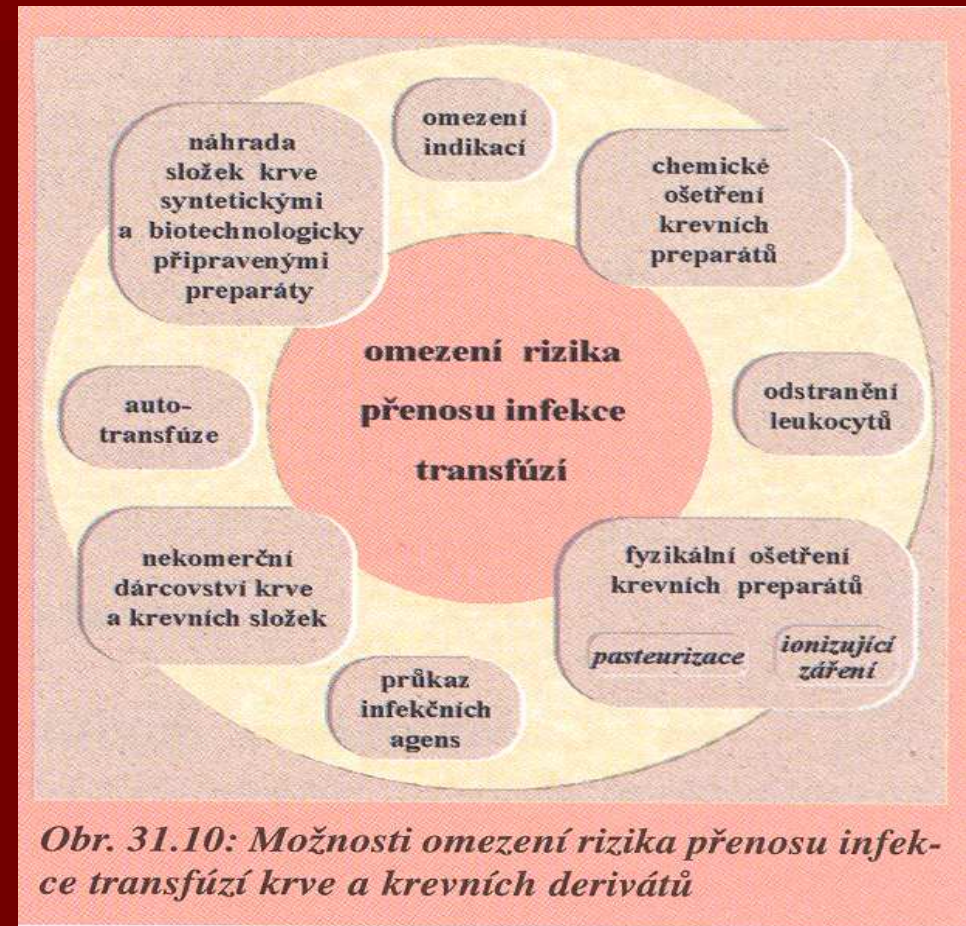 omezení
indikací
náhrada
složek krve
syntetickými
a biotechnologicky
připravenými
preparáty
chemické
ošetření
krevních
preparátů
omezení rizika
přenosu infekce
transfúzí
auto-
transfúze
odstranění
leukocytů
nekomerční
dárcovství krve
a krevních složek
fyzikální ošetření
krevních preparátů
pasteurizace
ionizující
záření
průkaz
infekčních
agens
Obr. 31.10: Možnosti omezení rizika přenosu infek-
ce transfúzí krve a krevních derivátů